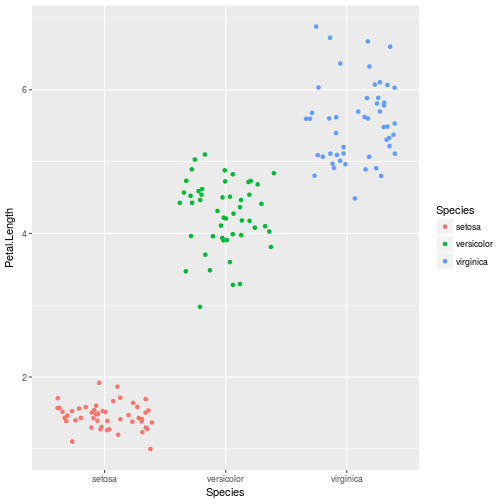 Petal.Length
6
4
2
setosa
versicolor
virginica
Species
Species
setosa
versicolor
virginica